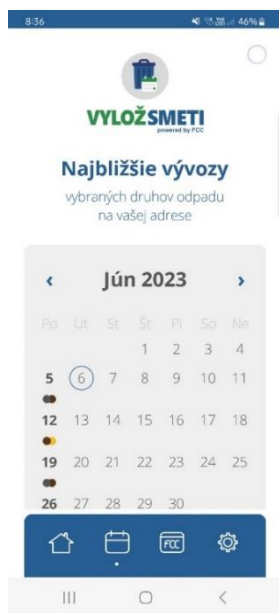 8:36
46%
VYLOŽSMETI
powered by FCC
Najbližšie vývozy
vybraných druhov odpadu
na vašej adrese
Jún 2023
Po Ut St Št Pi So Ne
1 2 3 4
5 6 7 8 9 10 11
12 13 14 15 16 17 18
19 20 21 22 23 24 25
26 27 28 29 30
FCC